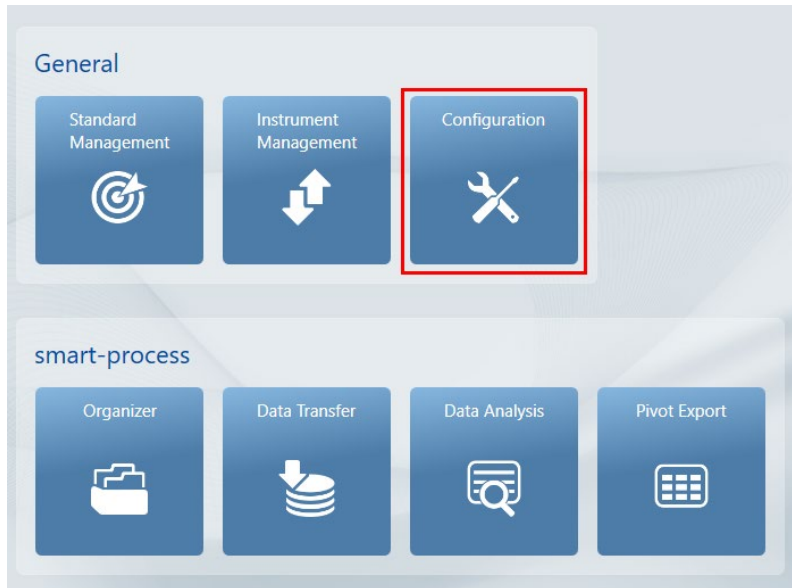 General
Standard
Management
Instrument
Management
Configuration
smart-process
Organizer
Data Transfer
Data Analysis
Pivot Export